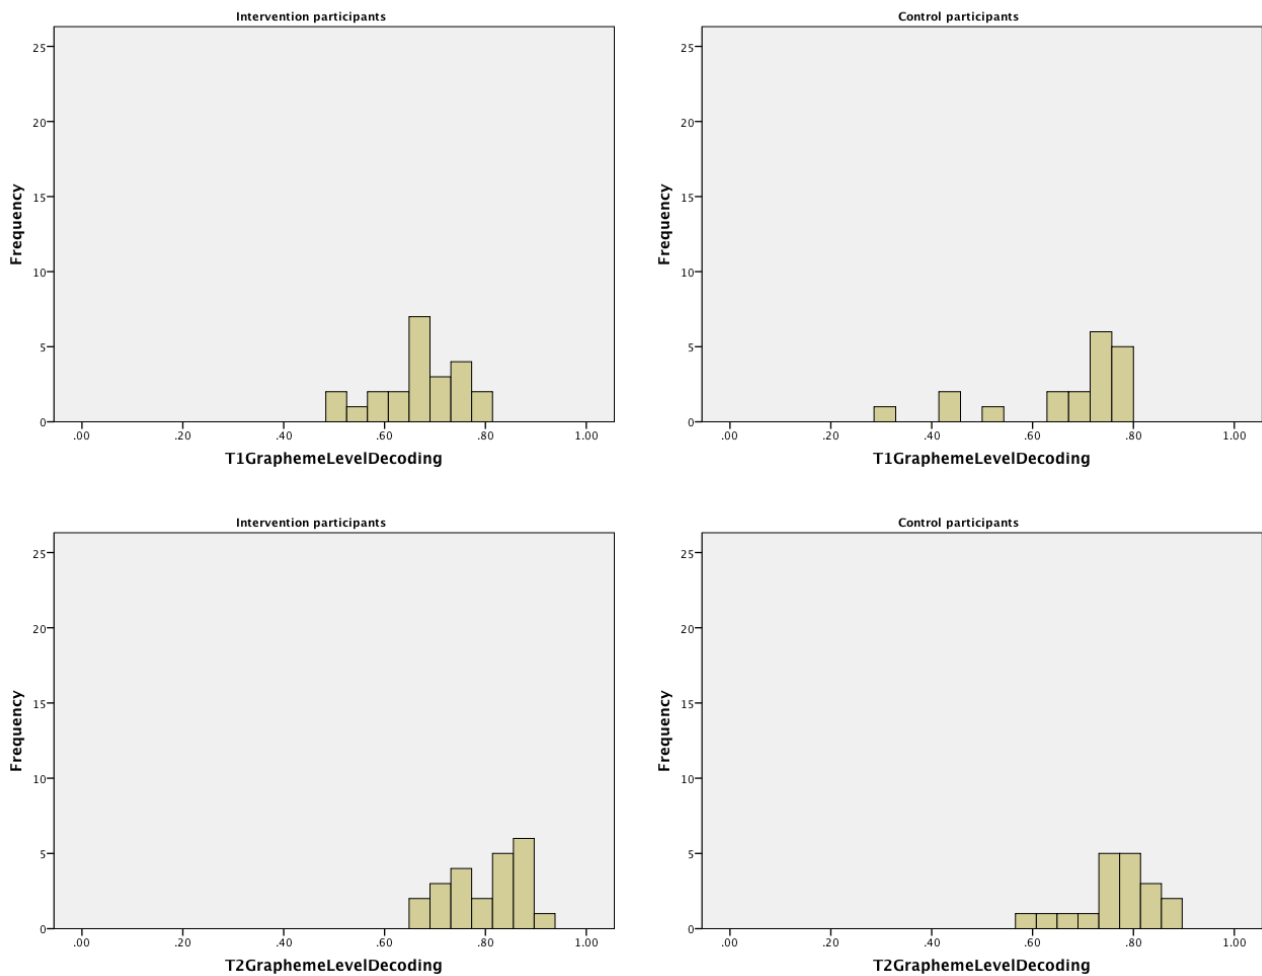 Intervention participants
Frequency
25
20
15
10
5
0
.00 .20 .40 .60 .80 1.00
T1GraphemeLevelDecoding
Control participants
Frequency
25
20
15
10
5
0
.00 .20 .40 .60 .80 1.00
T1GraphemeLevelDecoding
Intervention participants
Frequency
25
20
15
10
5
0
.00 .20 .40 .60 .80 1.00
T2GraphemeLevelDecoding
Control participants
Frequency
25
20
15
10
5
0
.00 .20 .40 .60 .80 1.00
T2GraphemeLevelDecoding